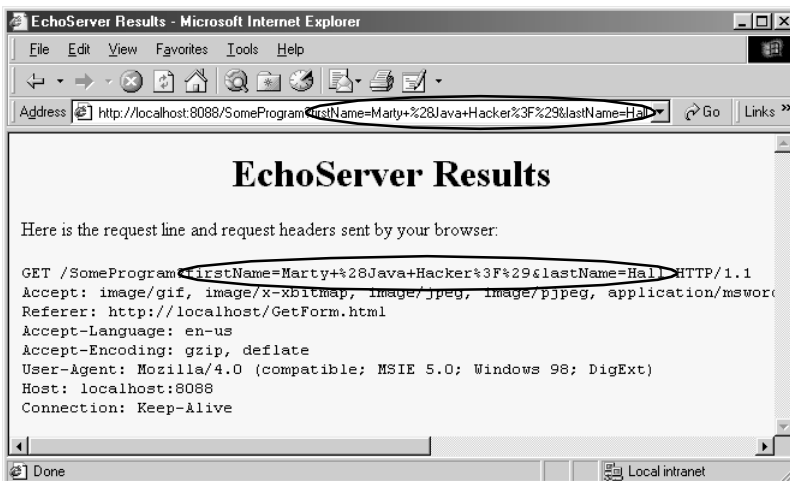 EchoServer Results - Microsoft Internet Explorer
File Edit View Favorites Tools Help
Address http://localhost:8088/SomeProgram?firstName=Marty+%28Java+Hacker%3F%29&lastName=Hall Go Links »
EchoServer Results
Here is the request line and request headers sent by your browser:
GET /SomeProgram?firstName=Marty+%28Java+Hacker%3F%29&lastName=Hall HTTP/1.1
Accept: image/gif, image/x-xbitmap, image/jpeg, image/pjpeg, application/msword
Referer: http://localhost/GetForm.html
Accept-Language: en-us
Accept-Encoding: gzip, deflate
User-Agent: Mozilla/4.0 (compatible; MSIE 5.0; Windows 98; DigExt)
Host: localhost:8088
Connection: Keep-Alive
Done Local intranet